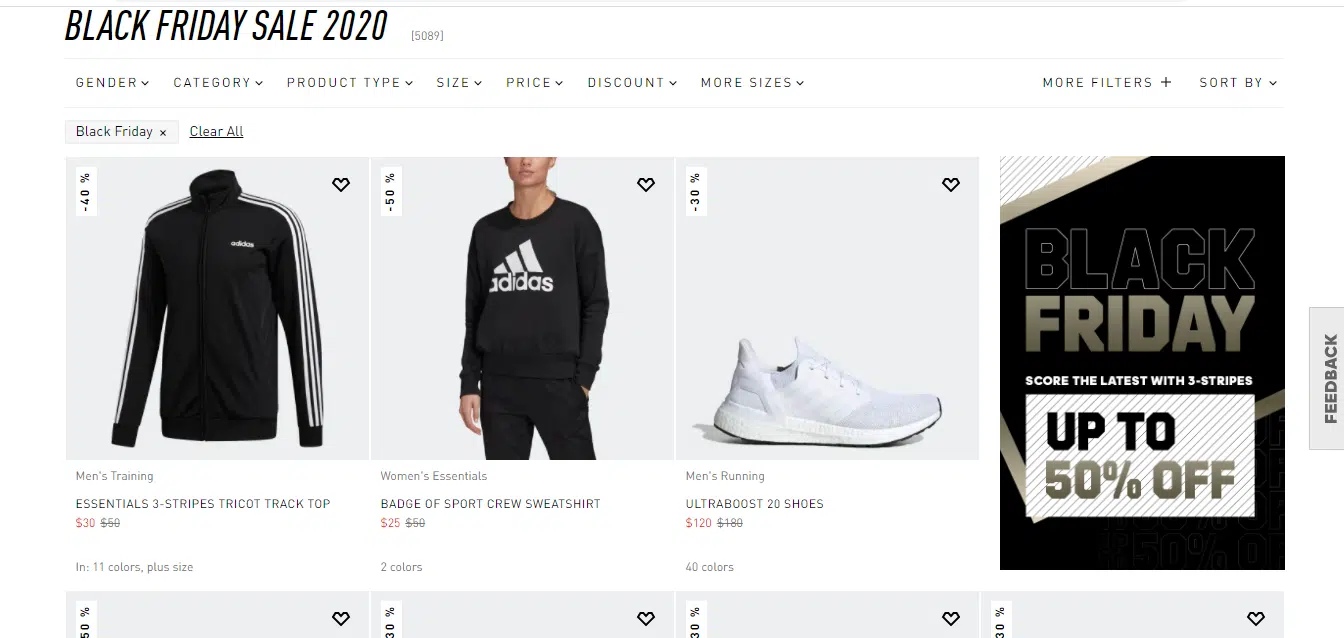 BLACK FRIDAY SALE 2020 [5089]
GENDER CATEGORY PRODUCT TYPE SIZE PRICE DISCOUNT MORE SIZES MORE FILTERS + SORT BY
Black Friday × Clear All
-40 %
adidas
-50 %
adidas
-30 %
BLACK
FRIDAY
SCORE THE LATEST WITH 3-STRIPES
UP TO
50% OFF
50% OFF
FEEDBACK
Men's Training
ESSENTIALS 3-STRIPES TRICOT TRACK TOP
$30 $50
In: 11 colors, plus size
Women's Essentials
BADGE OF SPORT CREW SWEATSHIRT
$25 $50
2 colors
Men's Running
ULTRABOOST 20 SHOES
$120 $180
40 colors
50 %
30 %
30 %
30 %